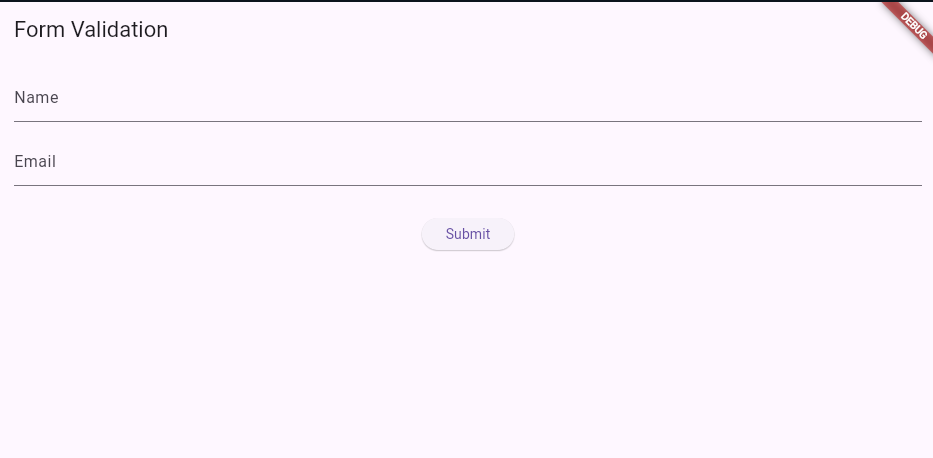 Form Validation
DEBUG
Name
Email
Submit